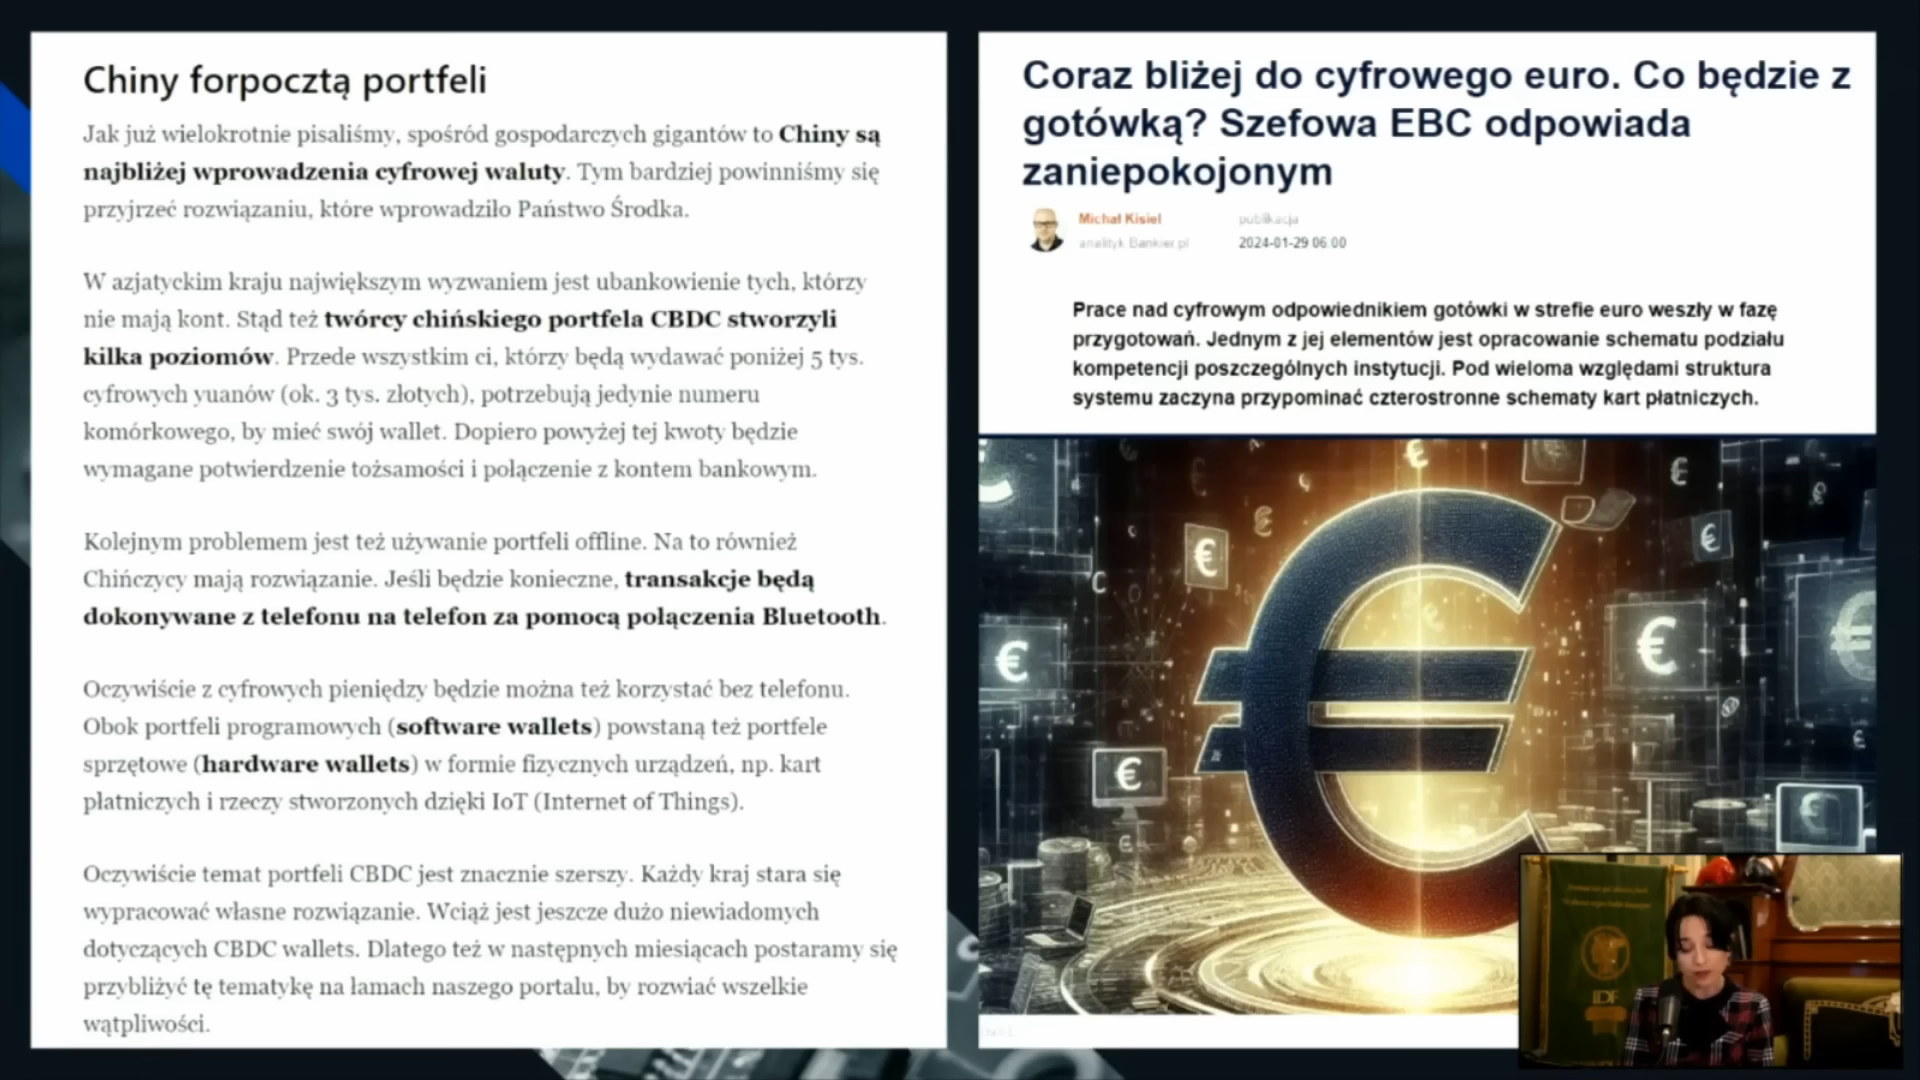 Chiny forpocztą portfeli
Jak już wielokrotnie pisaliśmy, spośród gospodarczych gigantów to Chiny są
najbliżej wprowadzenia cyfrowej waluty. Tym bardziej powinniśmy się
przyjrzeć rozwiązaniu, które wprowadziło Państwo Środka.
W azjatyckim kraju największym wyzwaniem jest ubankowienie tych, którzy
nie mają kont. Stąd też twórcy chińskiego portfela CBDC stworzyli
kilka poziomów. Przede wszystkim ci, którzy będą wydawać poniżej 5 tys.
cyfrowych yuanów (ok. 3 tys. złotych), potrzebują jedynie numeru
komórkowego, by mieć swój wallet. Dopiero powyżej tej kwoty będzie
wymagane potwierdzenie tożsamości i połączenie z kontem bankowym.
Kolejnym problemem jest też używanie portfeli offline. Na to również
Chińczycy mają rozwiązanie. Jeśli będzie konieczne, transakcje będą
dokonywane z telefonu na telefon za pomocą połączenia Bluetooth.
Oczywiście z cyfrowych pieniędzy będzie można też korzystać bez telefonu.
Obok portfeli programowych (software wallets) powstaną też portfele
sprzętowe (hardware wallets) w formie fizycznych urządzeń, np. kart
płatniczych i rzeczy stworzonych dzięki IoT (Internet of Things).
Oczywiście temat portfeli CBDC jest znacznie szerszy. Każdy kraj stara się
wypracować własne rozwiązanie. Wciąż jest jeszcze dużo niewiadomych
dotyczących CBDC wallets. Dlatego też w następnych miesiącach postaramy się
przybliżyć tę tematykę na łamach naszego portalu, by rozwiać wszelkie
wątpliwości.
Coraz bliżej do cyfrowego euro. Co będzie z
gotówką? Szefowa EBC odpowiada
zaniepokojonym
Michał Kisiel
analityk Bankier.pl
publikacja
2024-01-29 06:00
Prace nad cyfrowym odpowiednikiem gotówki w strefie euro weszły w fazę
przygotowań. Jednym z jej elementów jest opracowanie schematu podziału
kompetencji poszczególnych instytucji. Pod wieloma względami struktura
systemu zaczyna przypominać czterostronne schematy kart płatniczych.
IDF